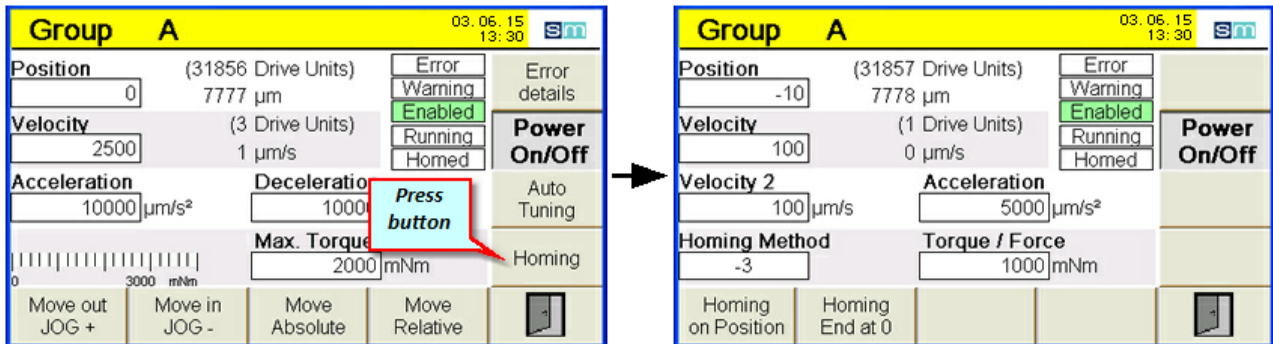 Group A
03.06.15
13:30
sm
Position
(31856 Drive Units)
0
7777 µm
Velocity
(3 Drive Units)
2500
1 µm/s
Error
Warning
Enabled
Running
Homed
Acceleration
10000 µm/s²
Deceleratio
1000
Max. Torque
2000 mNm
0
3000 mNm
Press
button
Error
details
Power
On/Off
Auto
Tuning
Homing
Move out
JOG +
Move in
JOG -
Move
Absolute
Move
Relative
Group A
03.06.15
13:30
sm
Position
(31857 Drive Units)
-10
7778 µm
Velocity
(1 Drive Units)
100
0 µm/s
Error
Warning
Enabled
Running
Homed
Velocity 2
100 µm/s
Acceleration
5000 µm/s²
Homing Method
-3
Torque / Force
1000 mNm
Power
On/Off
Homing
on Position
Homing
End at 0